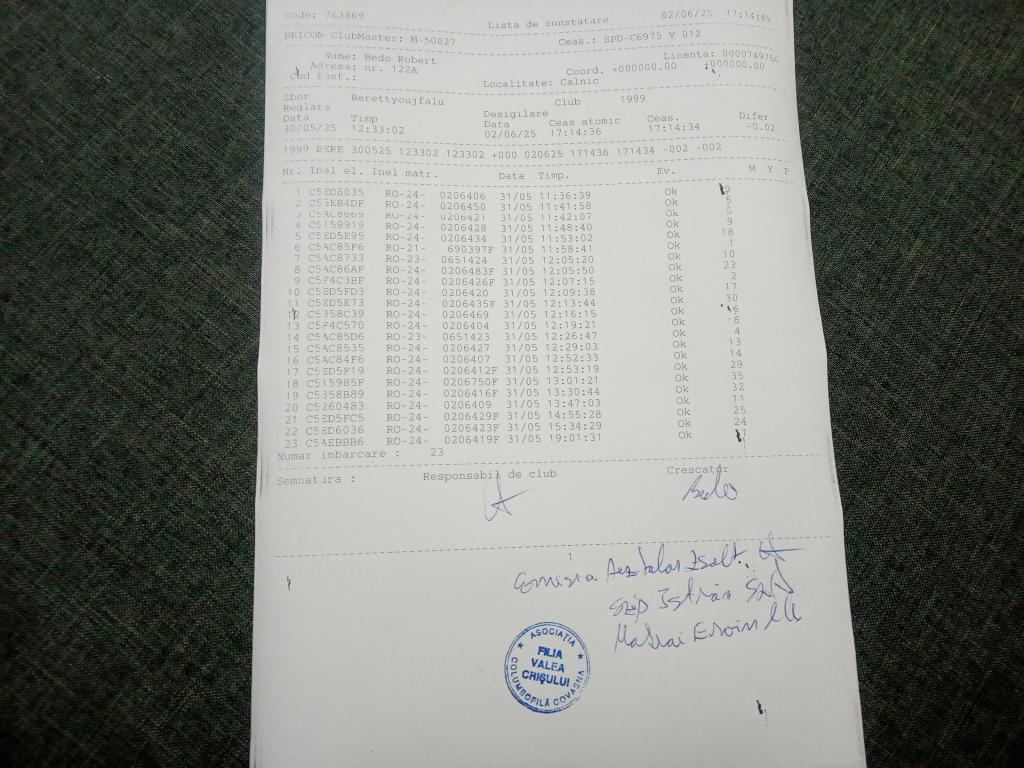 Code: 763869 Lista de constatare 02/06/25 17:14:49
BRICON ClubMaster: M-50027 Ceas.: SPD-C6975 V 012
Nume: Bedo Robert Licenta: 0000749750
Adresa: nr. 122A Coord. +000000.00 +000000.00
Cod Post.: Localitate: Calnic
Zbor Berettyoujfalu Club 1999
Reglara Desigilare
Data Timp Data Ceas atomic Ceas. Difer
30/05/25 12:33:02 02/06/25 17:14:36 17:14:34 -0.02
1999 BERE 300525 123302 123302 +000 020625 171436 171434 -002 -002
Nr. Inel el. Inel matr. Data Timp. Ev. M Y P
1 C5ED6035 RO-24- 0206406 31/05 11:36:39 Ok
2 C5EEB4DF RO-24- 0206450 31/05 11:41:58 Ok 5
3 C5AC8669 RO-24- 0206421 31/05 11:42:07 Ok 6
4 C5159919 RO-24- 0206428 31/05 11:48:40 Ok 9
5 C5ED5E95 RO-24- 0206434 31/05 11:53:02 Ok 18
6 C5AC85F6 RO-21- 690397F 31/05 11:58:41 Ok 1
7 C5AC8733 RO-23- 0651424 31/05 12:05:20 Ok 10
8 C5AC86AF RO-24- 0206483F 31/05 12:05:50 Ok 23
9 C5F4C3BF RO-24- 0206426F 31/05 12:07:15 Ok 2
10 C5ED5FD3 RO-24- 0206420 31/05 12:09:38 Ok 17
11 C5ED5E73 RO-24- 0206435F 31/05 12:13:44 Ok 30
12 C5358C39 RO-24- 0206469 31/05 12:16:15 Ok 6
13 C5F4C570 RO-24- 0206404 31/05 12:19:21 Ok 8
14 C5AC85D6 RO-23- 0651423 31/05 12:26:47 Ok 4
15 C5AC8535 RO-24- 0206427 31/05 12:29:03 Ok 13
16 C5AC84F6 RO-24- 0206407 31/05 12:52:33 Ok 14
17 C5ED5F19 RO-24- 0206412F 31/05 12:53:19 Ok 29
18 C515985F RO-24- 0206750F 31/05 13:01:21 Ok 35
19 C5358B89 RO-24- 0206416F 31/05 13:30:44 Ok 32
20 C5260483 RO-24- 0206409 31/05 13:47:03 Ok 11
21 C5ED5FC5 RO-24- 0206429F 31/05 14:55:28 Ok 25
22 C5ED6036 RO-24- 0206423F 31/05 15:34:29 Ok 24
23 C5AEBBB6 RO-24- 0206419F 31/05 19:01:31 Ok
Numar imbarcare : 23
Semnatura : Responsabil de club Crescator
Bedo
1
Comisia Asztalos Zsolt
Szép István
Matrai Ervin
ASOCIAȚIA
FILIA
VALEA
CRIȘULUI
COLUMBOFILĂ COVASNA